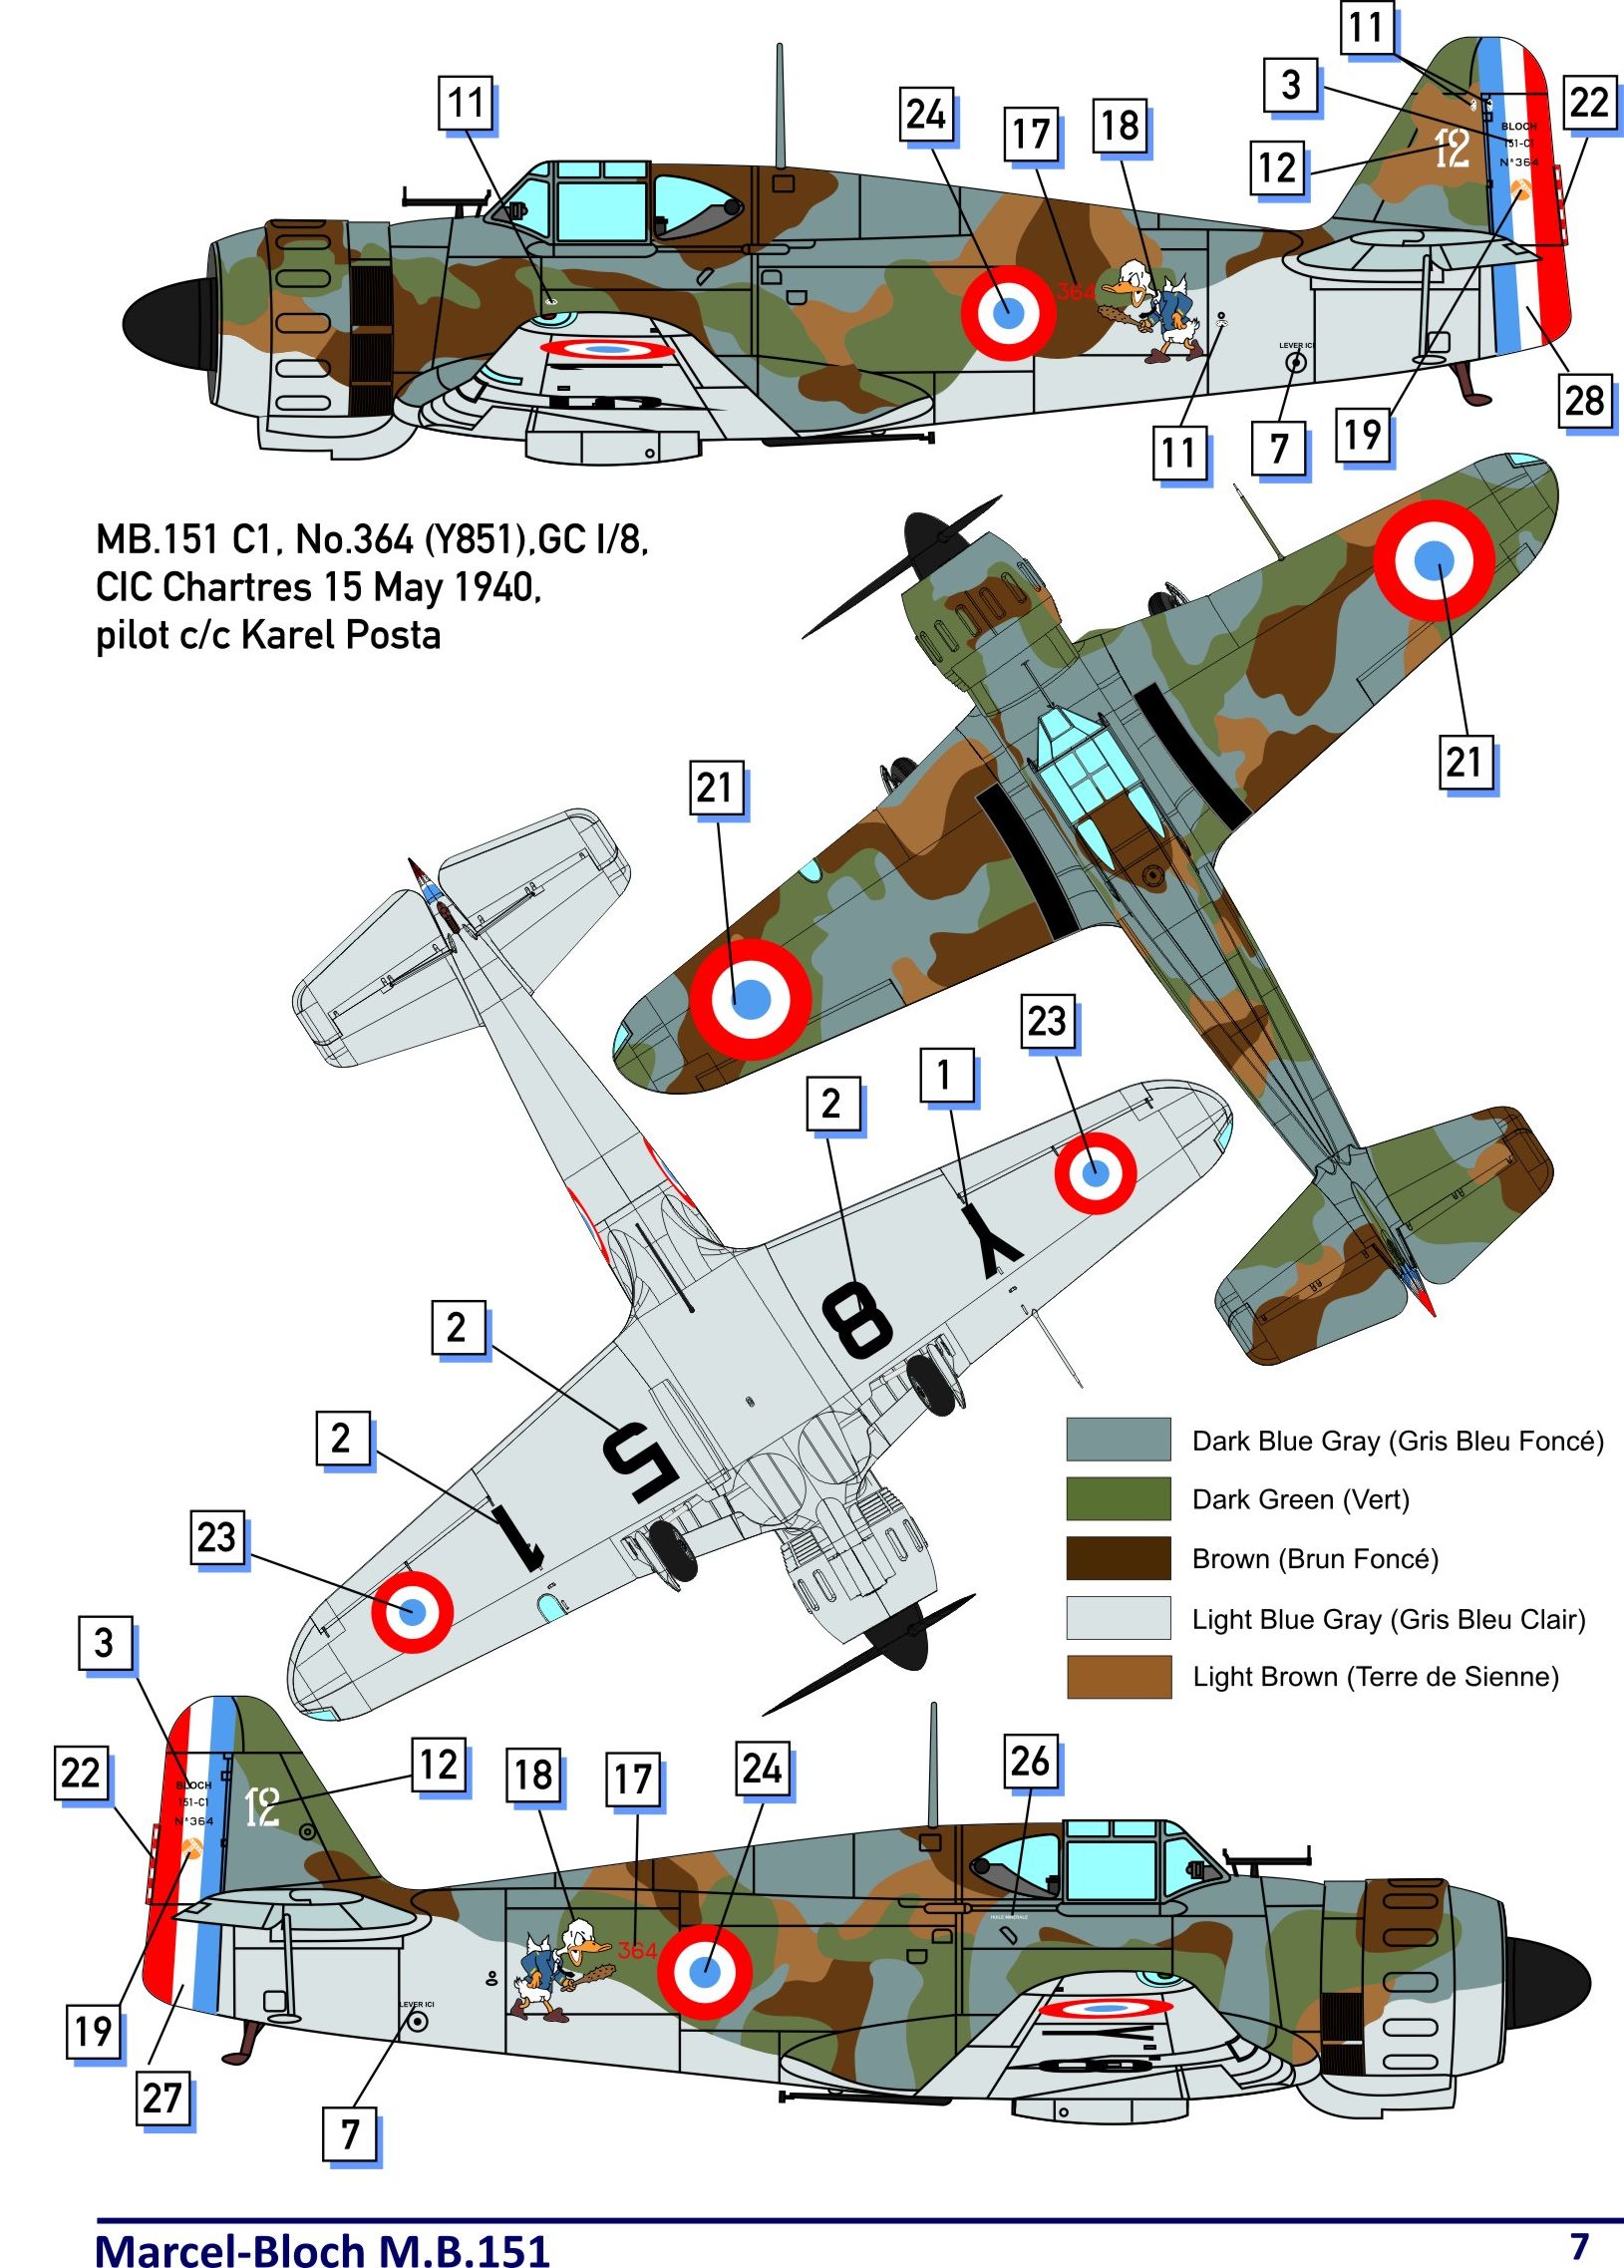 11
3
22
11
24
17
18
12
BLOCH
151-C1
N°364
12
364
LEVER ICI
28
19
11
7
MB.151 C1, No.364 (Y851),GC I/8,
CIC Chartres 15 May 1940,
pilot c/c Karel Posta
21
21
23
1
2
Y
8
2
5
2
1
23
Dark Blue Gray (Gris Bleu Foncé)
Dark Green (Vert)
Brown (Brun Foncé)
Light Blue Gray (Gris Bleu Clair)
Light Brown (Terre de Sienne)
3
22
12
18
17
24
26
BLOCH
151-C1
N°364
12
364
HUILE MINERALE
LEVER ICI
19
27
7
Marcel-Bloch M.B.151
7